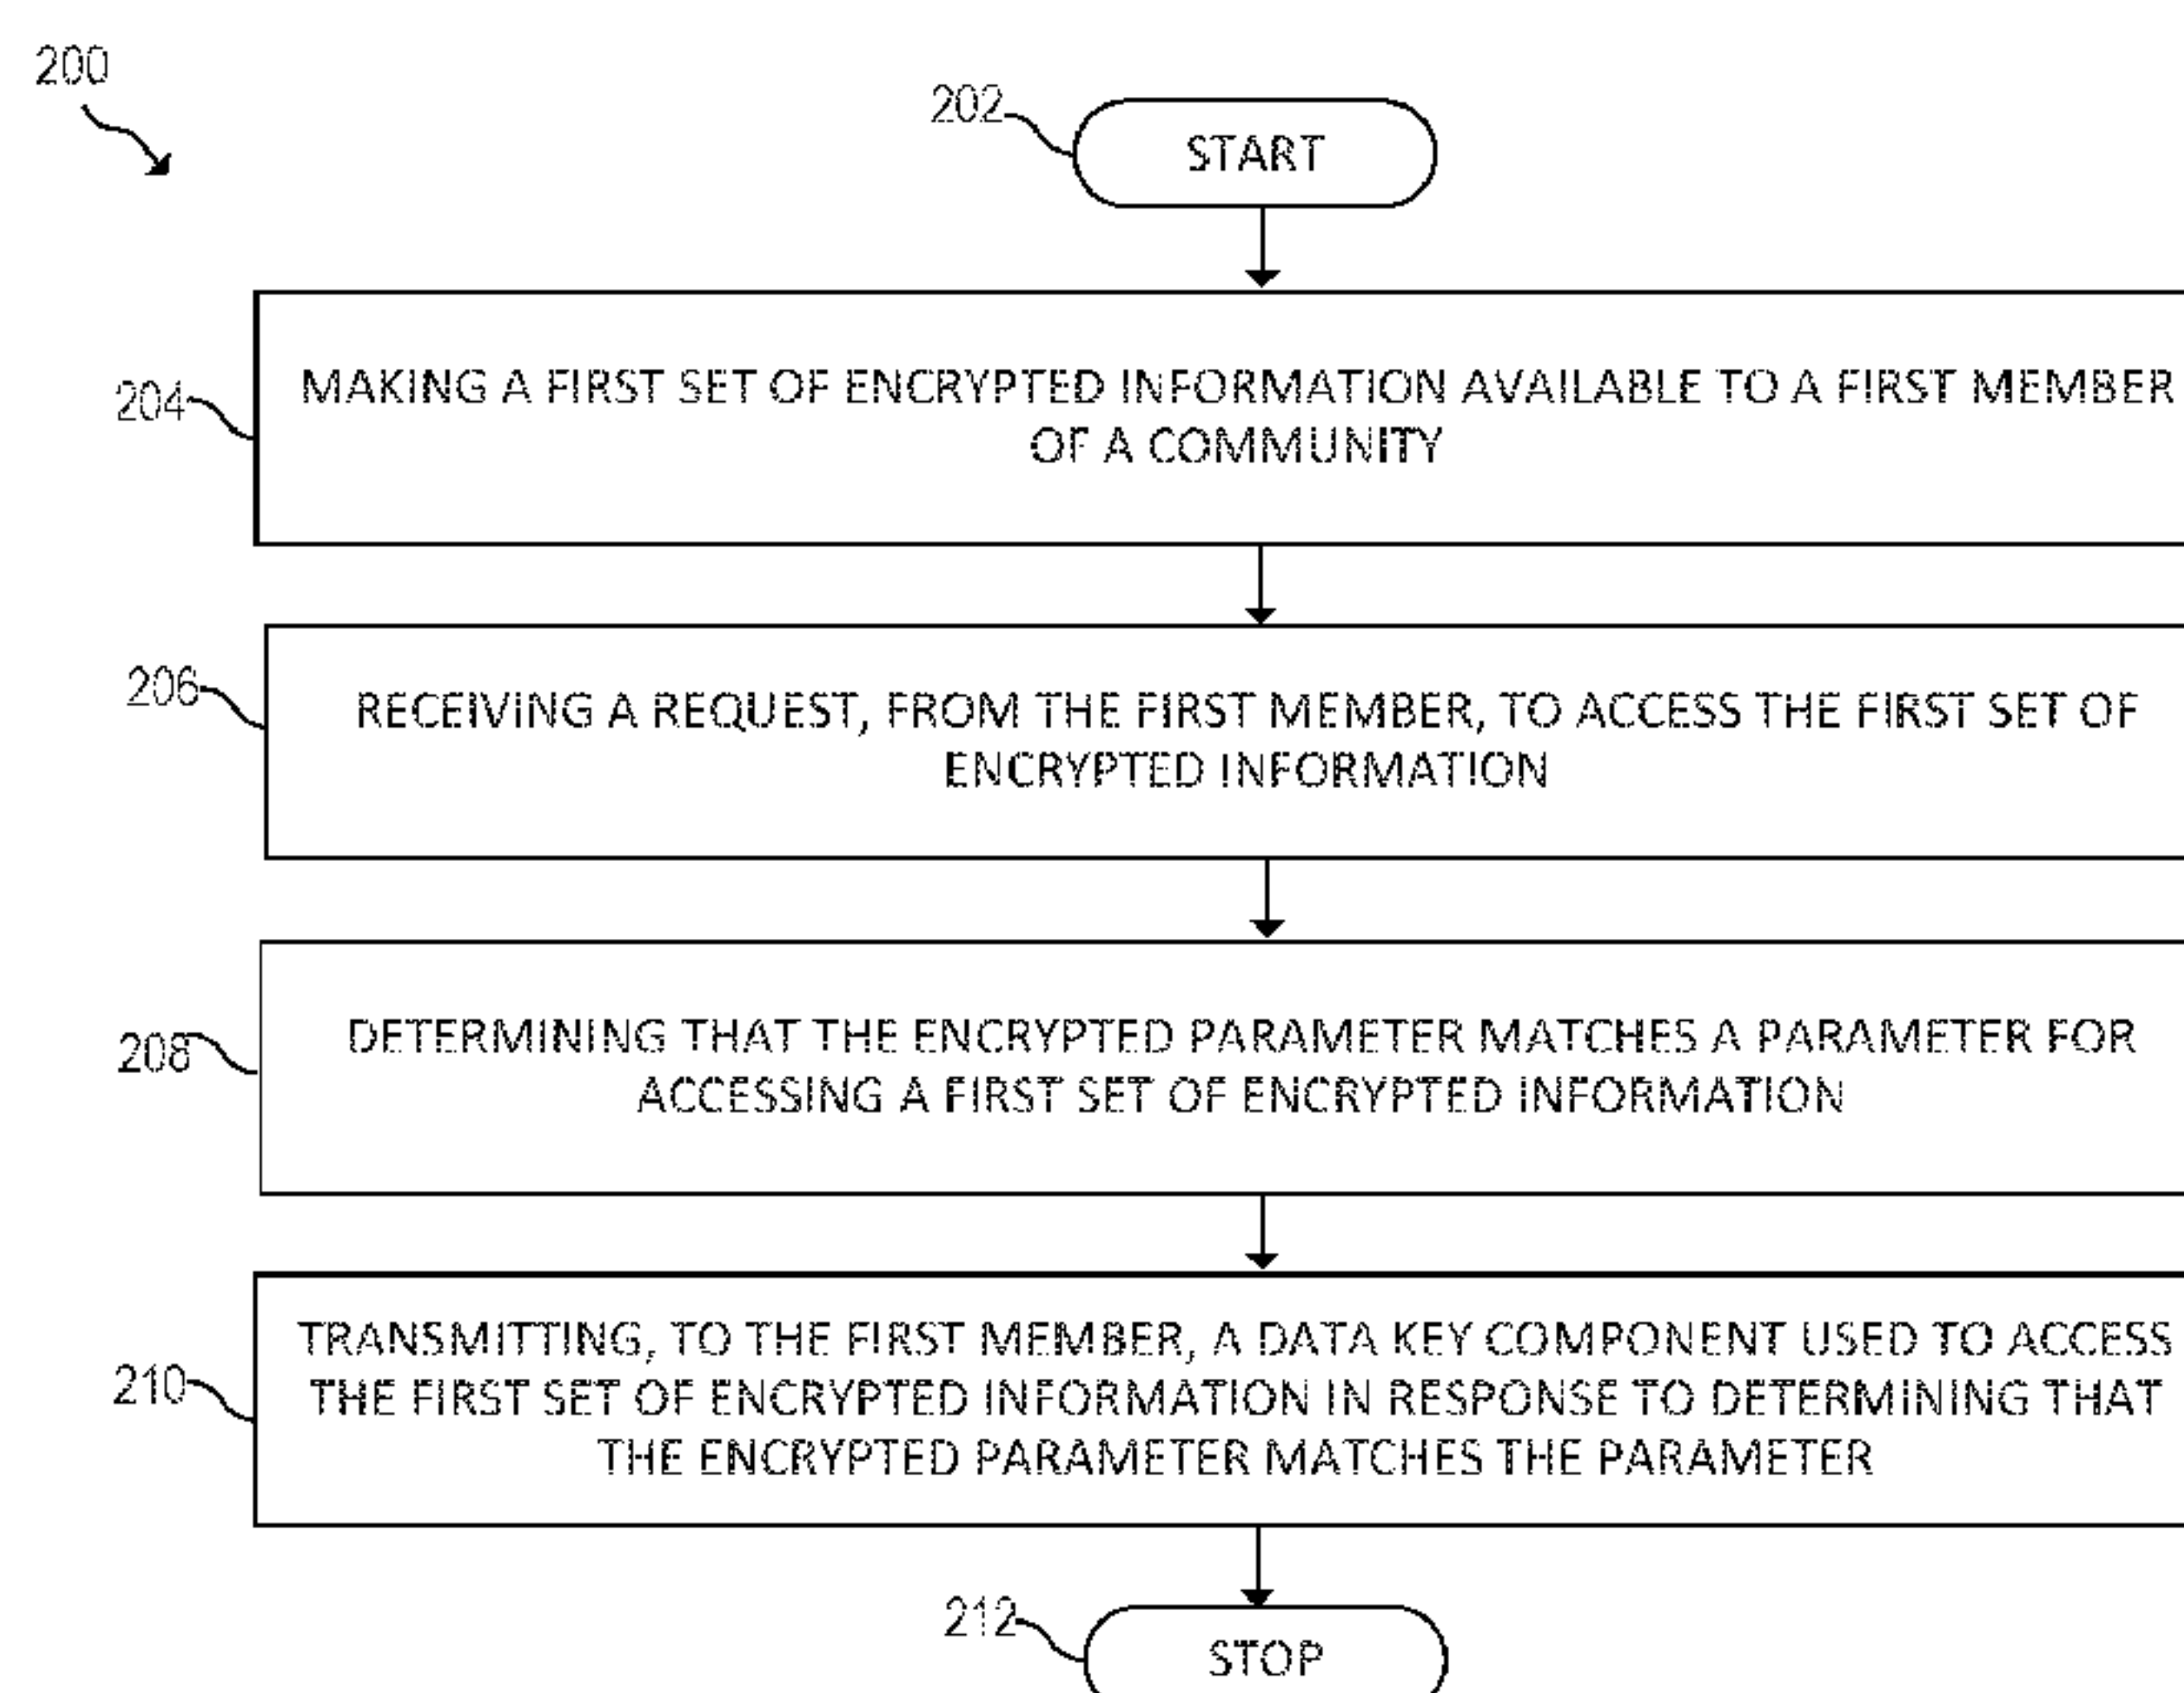 200
202
START
204
MAKING A FIRST SET OF ENCRYPTED INFORMATION AVAILABLE TO A FIRST MEMBER
OF A COMMUNITY
206
RECEIVING A REQUEST, FROM THE FIRST MEMBER, TO ACCESS THE FIRST SET OF
ENCRYPTED INFORMATION
208
DETERMINING THAT THE ENCRYPTED PARAMETER MATCHES A PARAMETER FOR
ACCESSING A FIRST SET OF ENCRYPTED INFORMATION
210
TRANSMITTING, TO THE FIRST MEMBER, A DATA KEY COMPONENT USED TO ACCESS
THE FIRST SET OF ENCRYPTED INFORMATION IN RESPONSE TO DETERMINING THAT
THE ENCRYPTED PARAMETER MATCHES THE PARAMETER
212
STOP